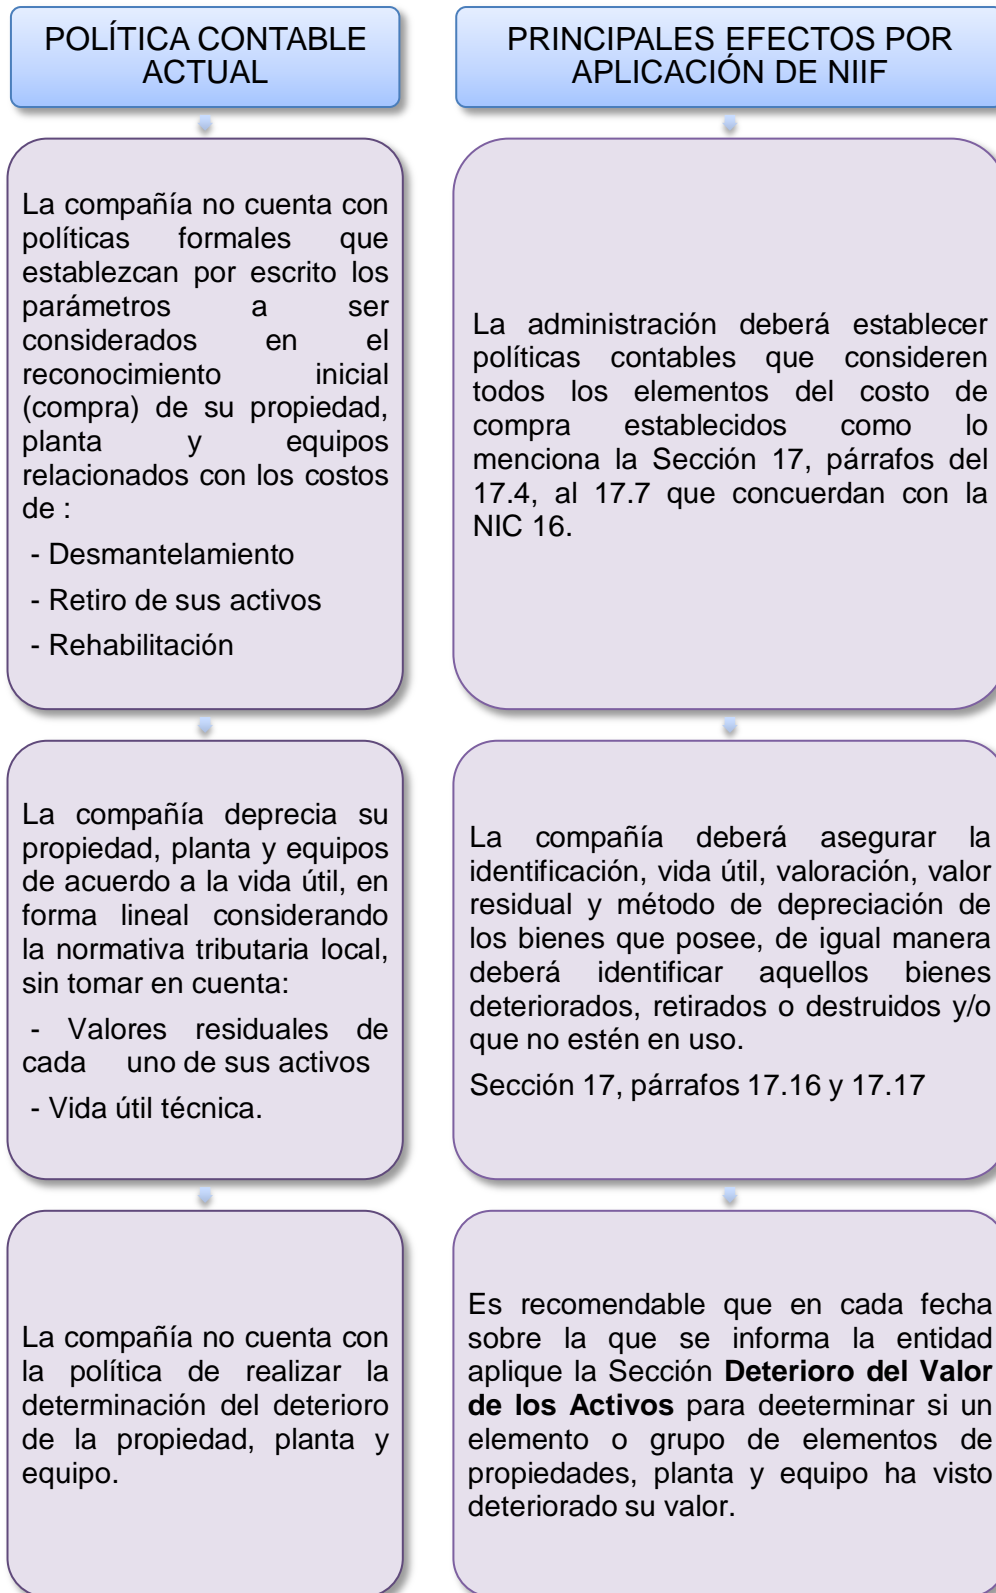 POLÍTICA CONTABLE
ACTUAL
La compañía no cuenta con
políticas formales que
establezcan por escrito los
parámetros a ser
considerados en el
reconocimiento inicial
(compra) de su propiedad,
planta y equipos
relacionados con los costos
de :
- Desmantelamiento
- Retiro de sus activos
- Rehabilitación
La compañía deprecia su
propiedad, planta y equipos
de acuerdo a la vida útil, en
forma lineal considerando
la normativa tributaria local,
sin tomar en cuenta:
- Valores residuales de
cada uno de sus activos
- Vida útil técnica.
La compañía no cuenta con
la política de realizar la
determinación del deterioro
de la propiedad, planta y
equipo.
PRINCIPALES EFECTOS POR
APLICACIÓN DE NIIF
La administración deberá establecer
políticas contables que consideren
todos los elementos del costo de
compra establecidos como lo
menciona la Sección 17, párrafos del
17.4, al 17.7 que concuerdan con la
NIC 16.
La compañía deberá asegurar la
identificación, vida útil, valoración, valor
residual y método de depreciación de
los bienes que posee, de igual manera
deberá identificar aquellos bienes
deteriorados, retirados o destruidos y/o
que no estén en uso.
Sección 17, párrafos 17.16 y 17.17
Es recomendable que en cada fecha
sobre la que se informa la entidad
aplique la Sección Deterioro del Valor
de los Activos para deeterminar si un
elemento o grupo de elementos de
propiedades, planta y equipo ha visto
deteriorado su valor.